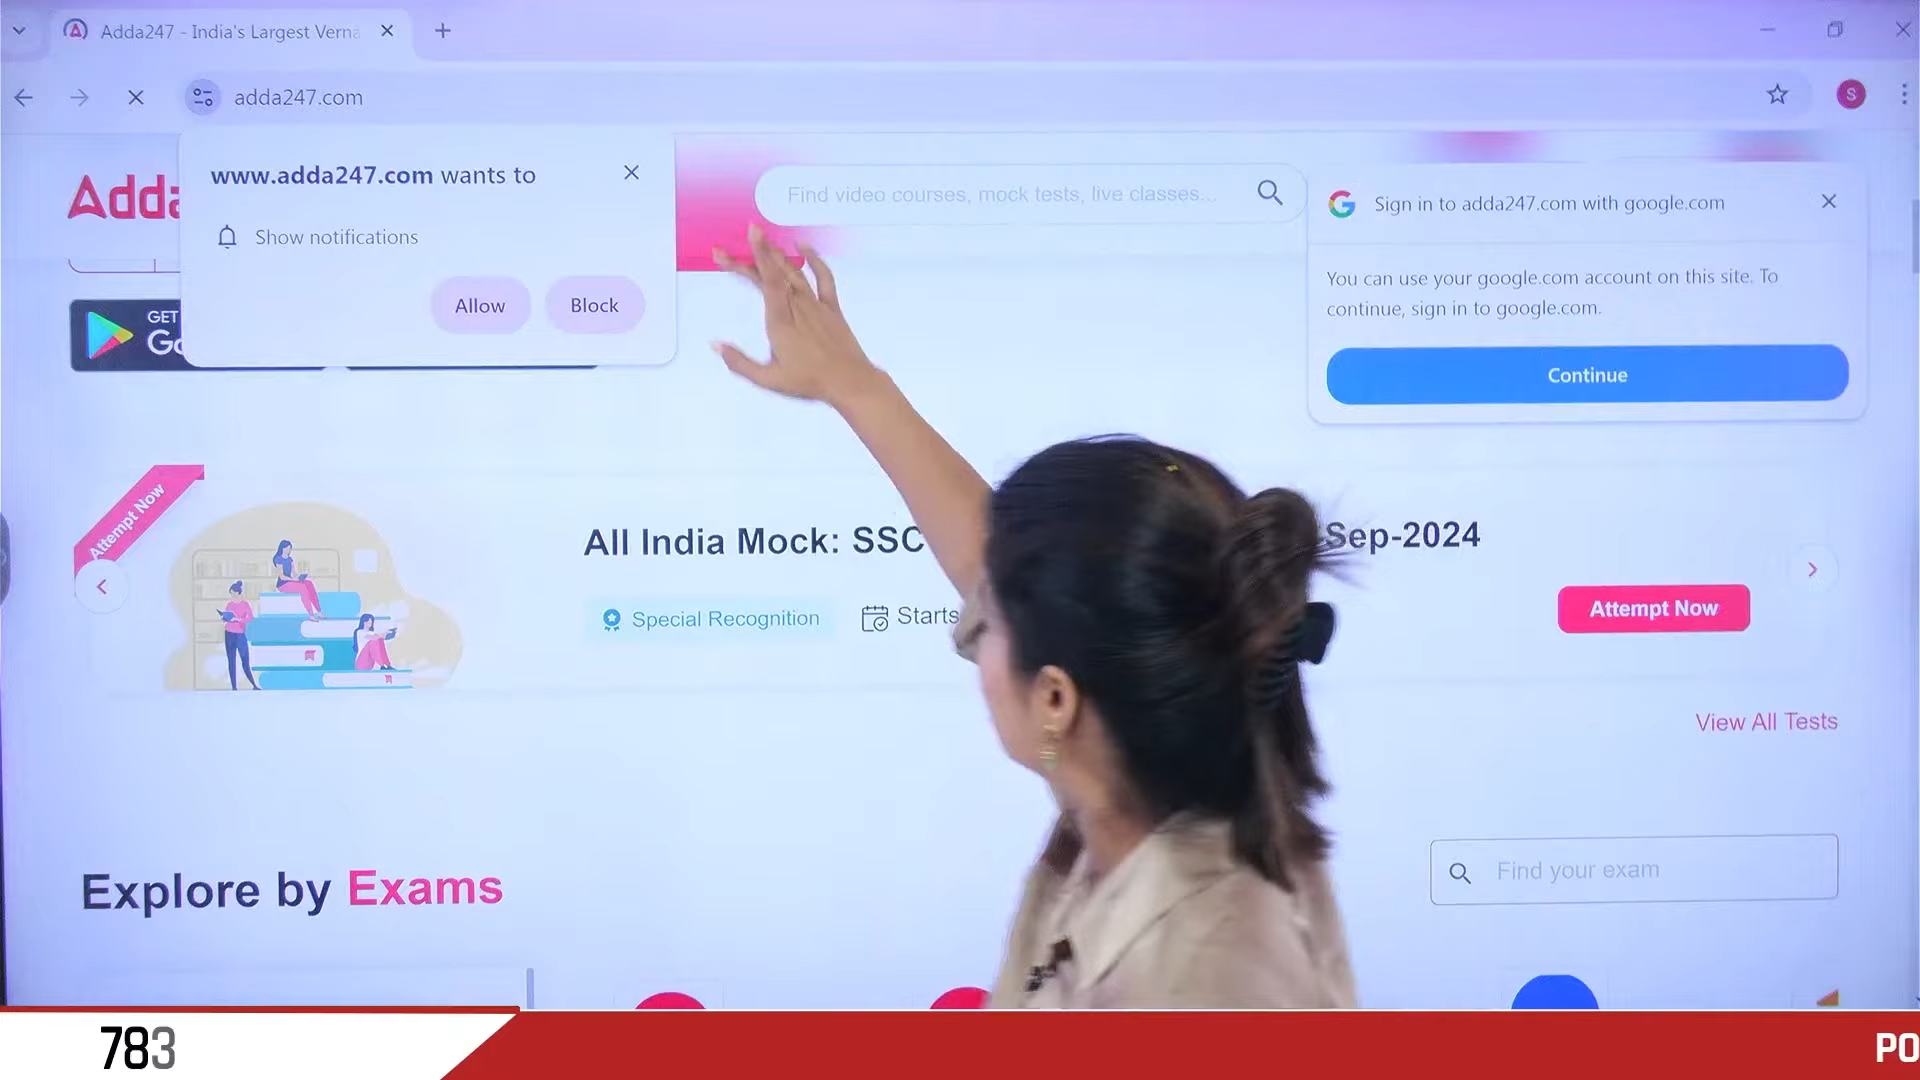 Adda247 - India's Largest Verna
adda247.com
www.adda247.com wants to
Show notifications
Allow
Block
Adda
Find video courses, mock tests, live classes...
Sign in to adda247.com with google.com
You can use your google.com account on this site. To
continue, sign in to google.com.
Continue
S
GET
Go
Attempt Now
All India Mock: SSC
Sep-2024
Special Recognition
Starts
Attempt Now
View All Tests
Explore by Exams
Find your exam
783
PO